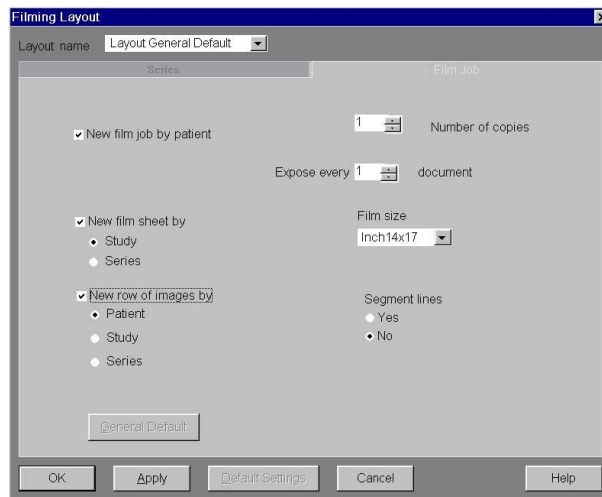 Filming Layout
Layout name Layout General Default
Series Film Job
New film job by patient
1 Number of copies
Expose every 1 document
New film sheet by
Study
Series
Film size
Inch14x17
New row of images by
Patient
Study
Series
Segment lines
Yes
No
General Default
OK Apply Default Settings Cancel Help